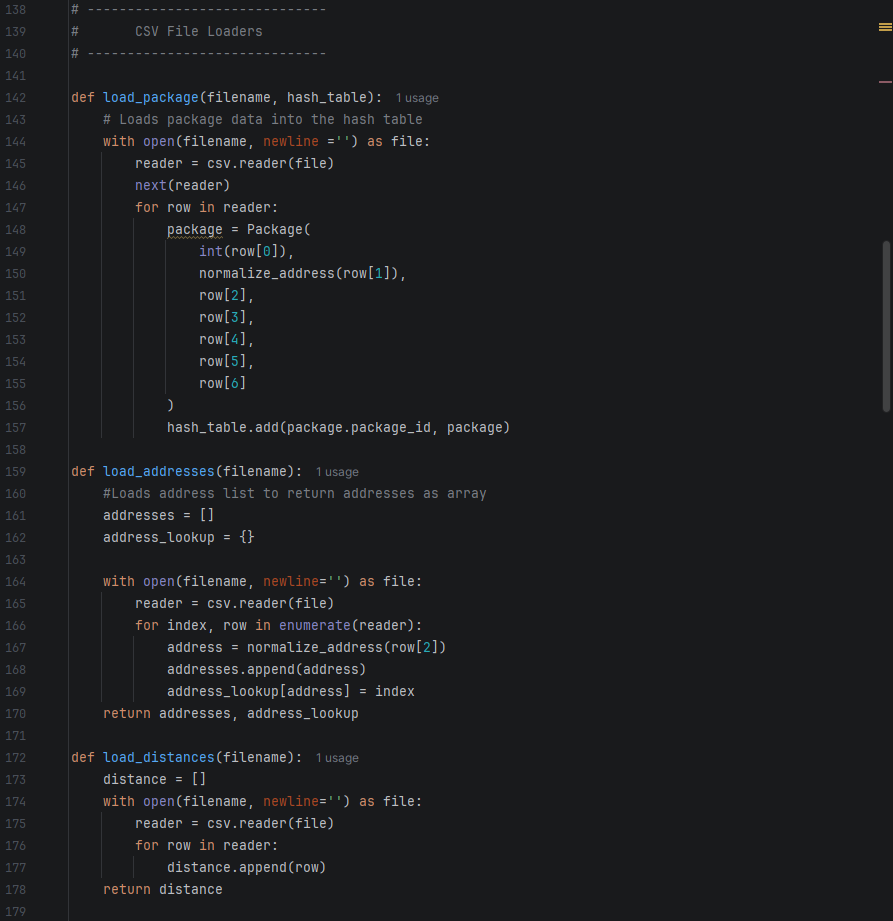 138 # ------------------------------
139 #       CSV File Loaders
140 # ------------------------------
141
142 def load_package(filename, hash_table): 1 usage
143     # Loads package data into the hash table
144     with open(filename, newline ='') as file:
145         reader = csv.reader(file)
146         next(reader)
147         for row in reader:
148             package = Package(
149                 int(row[0]),
150                 normalize_address(row[1]),
151                 row[2],
152                 row[3],
153                 row[4],
154                 row[5],
155                 row[6]
156             )
157             hash_table.add(package.package_id, package)
158
159 def load_addresses(filename): 1 usage
160     #Loads address list to return addresses as array
161     addresses = []
162     address_lookup = {}
163
164     with open(filename, newline='') as file:
165         reader = csv.reader(file)
166         for index, row in enumerate(reader):
167             address = normalize_address(row[2])
168             addresses.append(address)
169             address_lookup[address] = index
170     return addresses, address_lookup
171
172 def load_distances(filename): 1 usage
173     distance = []
174     with open(filename, newline='') as file:
175         reader = csv.reader(file)
176         for row in reader:
177             distance.append(row)
178     return distance
179